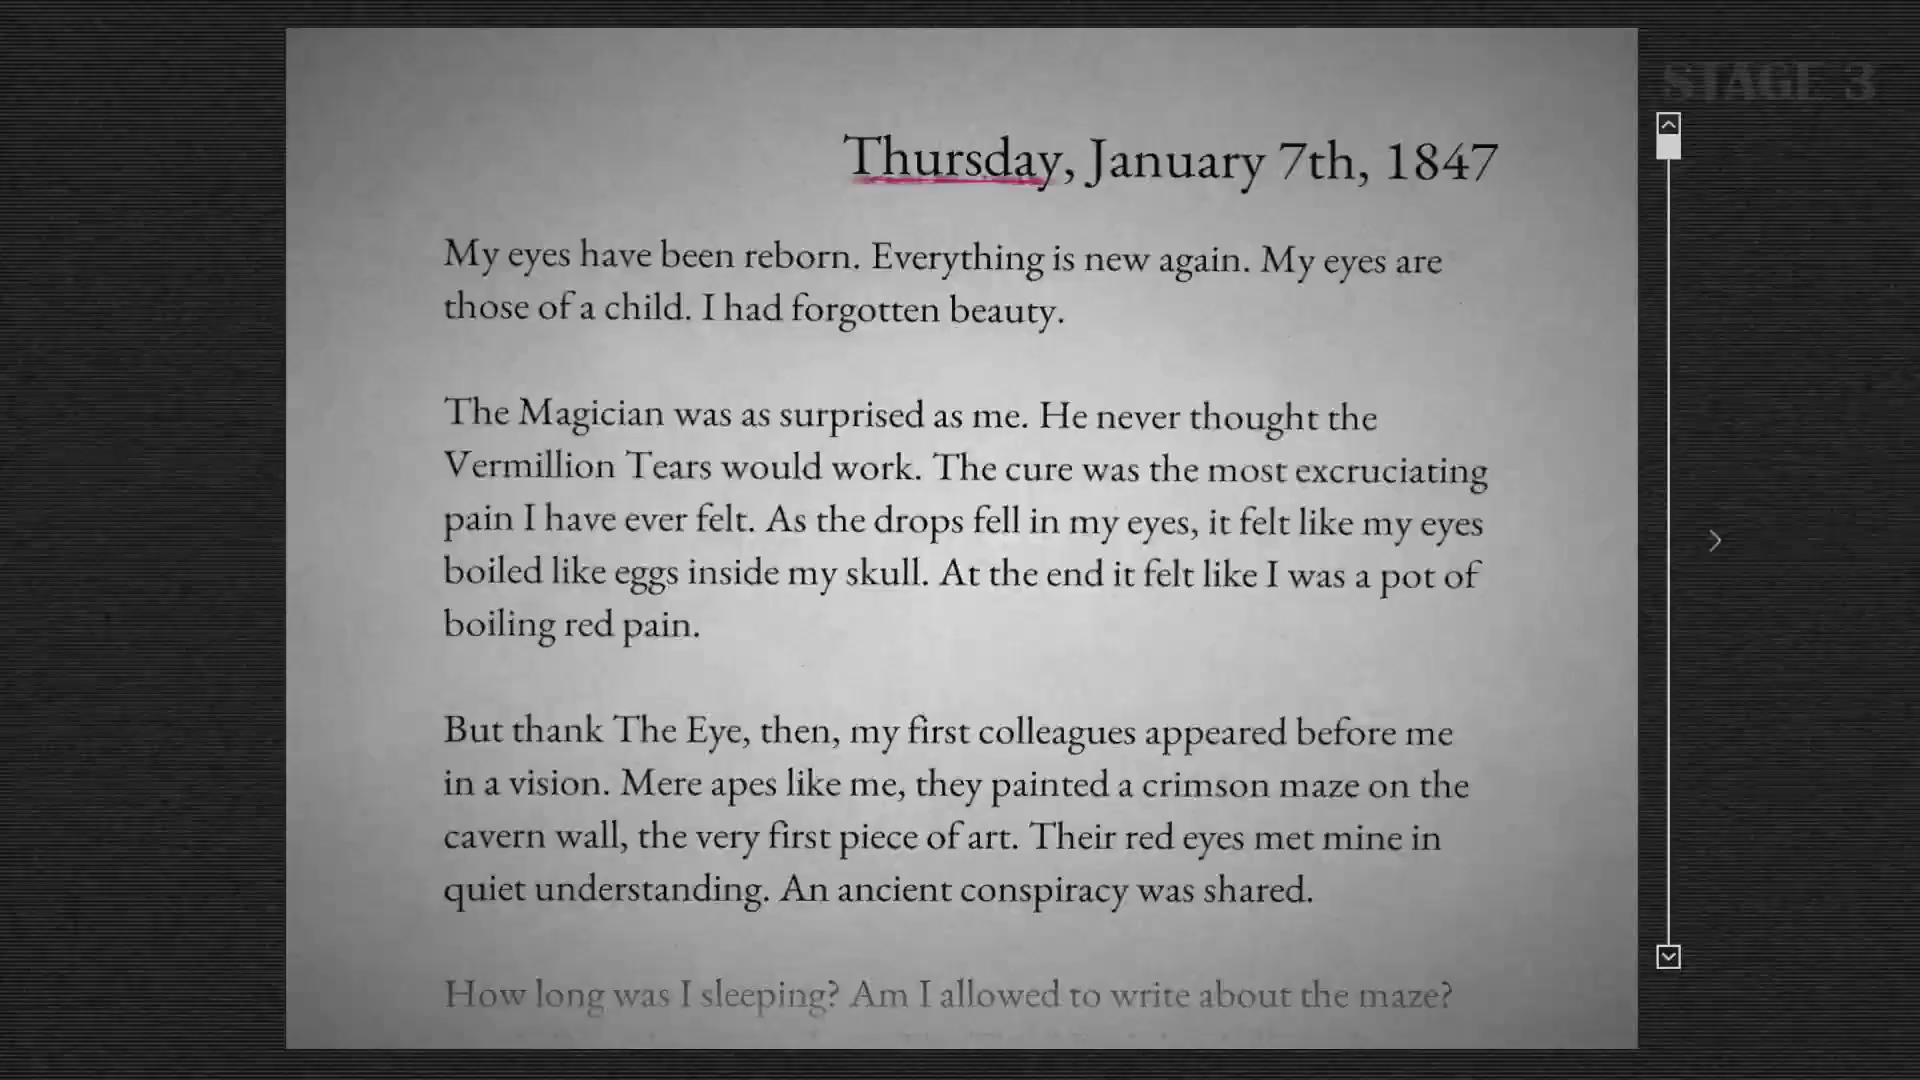 STAGE 3
Thursday, January 7th, 1847
My eyes have been reborn. Everything is new again. My eyes are
those of a child. I had forgotten beauty.
The Magician was as surprised as me. He never thought the
Vermillion Tears would work. The cure was the most excruciating
pain I have ever felt. As the drops fell in my eyes, it felt like my eyes
boiled like eggs inside my skull. At the end it felt like I was a pot of
boiling red pain.
But thank The Eye, then, my first colleagues appeared before me
in a vision. Mere apes like me, they painted a crimson maze on the
cavern wall, the very first piece of art. Their red eyes met mine in
quiet understanding. An ancient conspiracy was shared.
How long was I sleeping? Am I allowed to write about the maze?